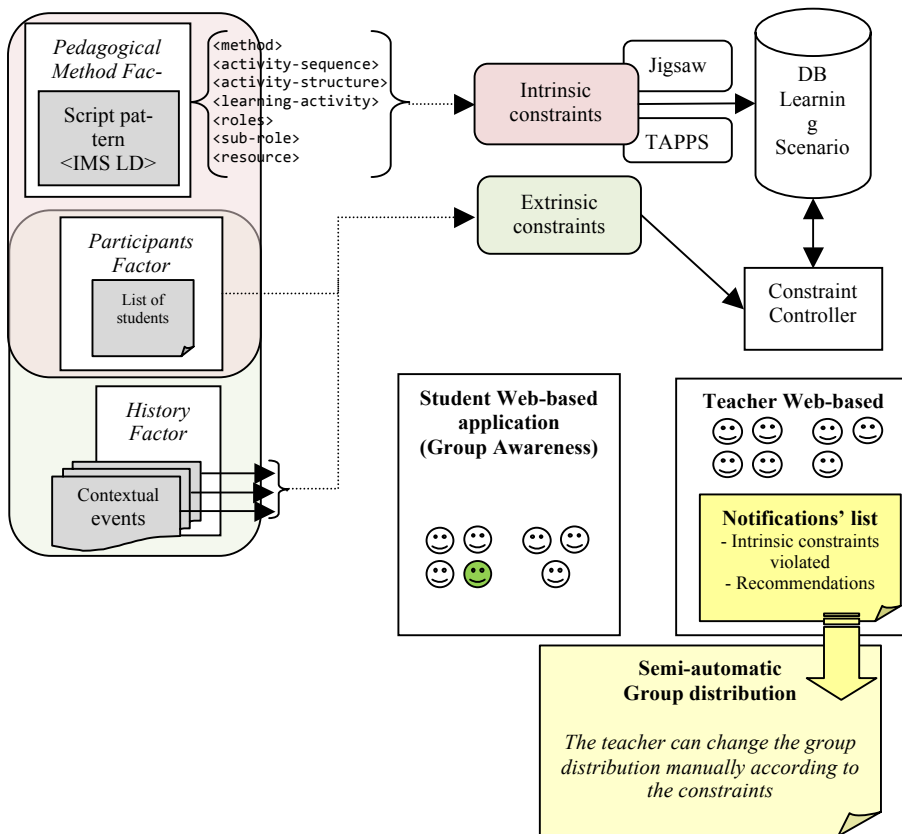 Pedagogical
Method Fac-
Script pat-
tern
<IMS LD>
<method>
<activity-sequence>
<activity-structure>
<learning-activity>
<roles>
<sub-role>
<resource>
Intrinsic
constraints
Jigsaw
TAPPS
DB
Learnin
g
Scenario
Participants
Factor
List of
students
Extrinsic
constraints
Constraint
Controller
History
Factor
Contextual
events
Student Web-based
application
(Group Awareness)
Teacher Web-based
Notifications’ list
- Intrinsic constraints
violated
- Recommendations
Semi-automatic
Group distribution
The teacher can change the group
distribution manually according to
the constraints